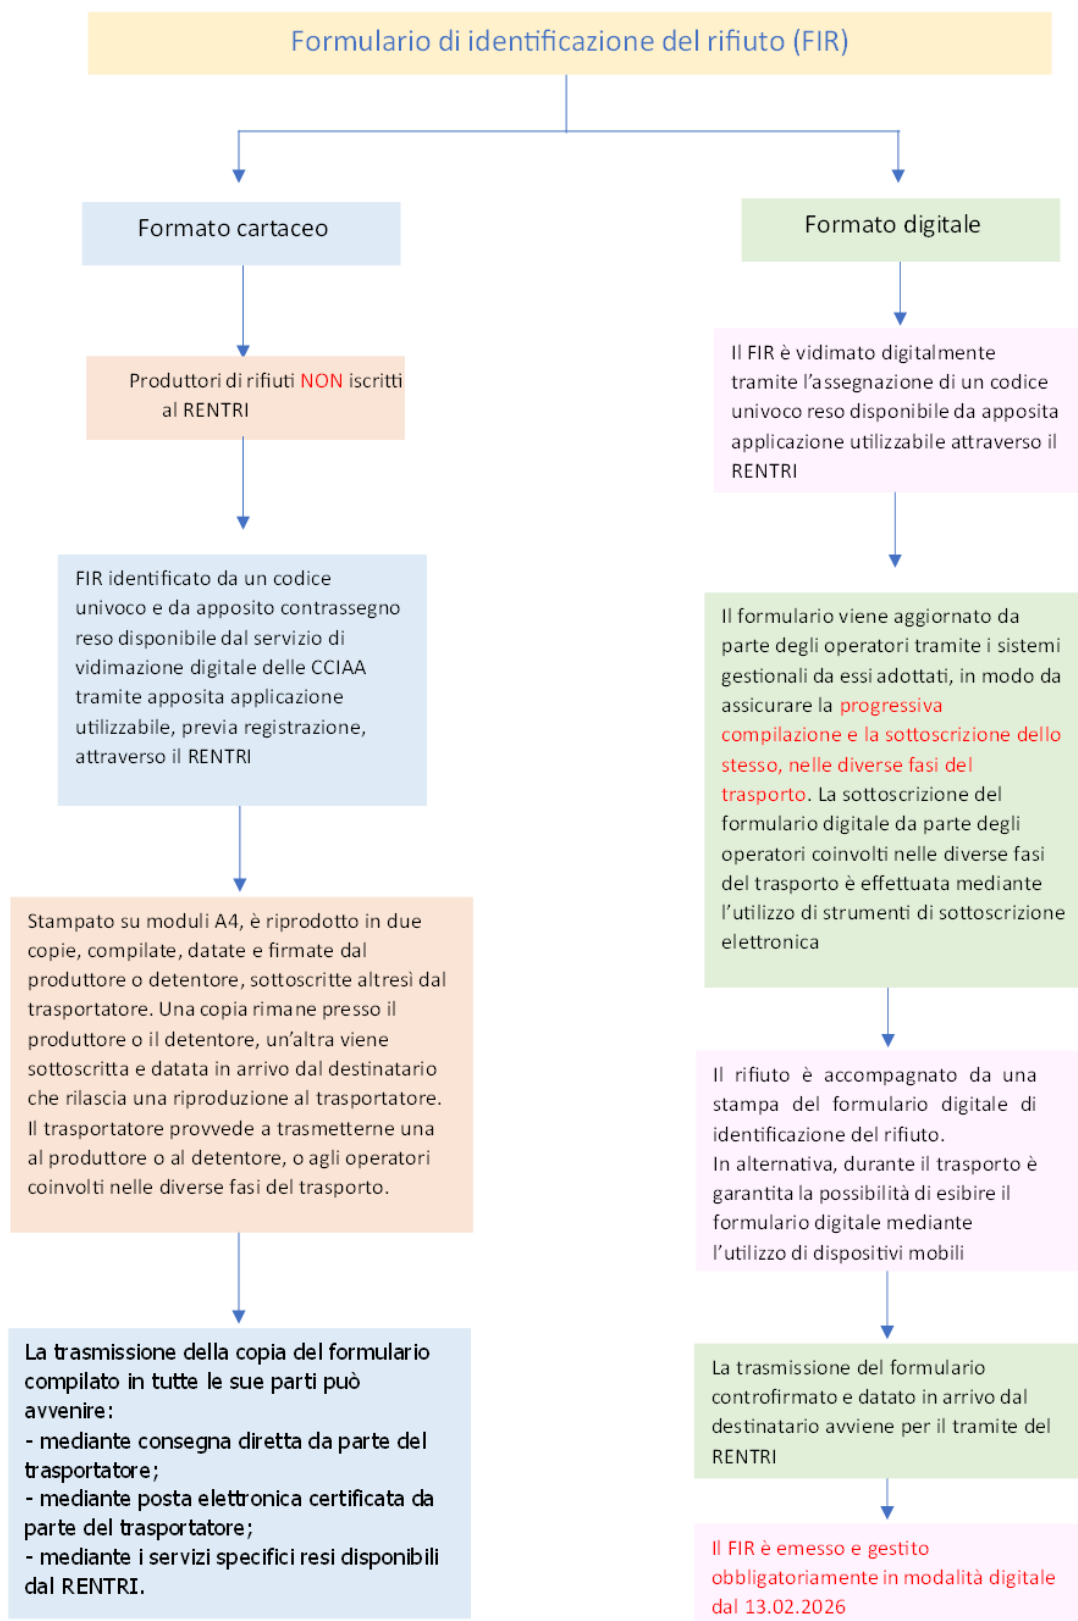 Formulario di identificazione del rifiuto (FIR)
Formato cartaceo
Produttori di rifiuti NON iscritti
al RENTRI
FIR identificato da un codice
univoco e da apposito contrassegno
reso disponibile dal servizio di
vidimazione digitale delle CCIAA
tramite apposita applicazione
utilizzabile, previa registrazione,
attraverso il RENTRI
Stampato su moduli A4, è riprodotto in due
copie, compilate, datate e firmate dal
produttore o detentore, sottoscritte altresì dal
trasportatore. Una copia rimane presso il
produttore o il detentore, un'altra viene
sottoscritta e datata in arrivo dal destinatario
che rilascia una riproduzione al trasportatore.
Il trasportatore provvede a trasmetterne una
al produttore o al detentore, o agli operatori
coinvolti nelle diverse fasi del trasporto.
La trasmissione della copia del formulario
compilato in tutte le sue parti può
avvenire:
- mediante consegna diretta da parte del
trasportatore;
- mediante posta elettronica certificata da
parte del trasportatore;
- mediante i servizi specifici resi disponibili
dal RENTRI.
Formato digitale
Il FIR è vidimato digitalmente
tramite l'assegnazione di un codice
univoco reso disponibile da apposita
applicazione utilizzabile attraverso il
RENTRI
Il formulario viene aggiornato da
parte degli operatori tramite i sistemi
gestionali da essi adottati, in modo da
assicurare la progressiva
compilazione e la sottoscrizione dello
stesso, nelle diverse fasi del
trasporto. La sottoscrizione del
formulario digitale da parte degli
operatori coinvolti nelle diverse fasi
del trasporto è effettuata mediante
l'utilizzo di strumenti di sottoscrizione
elettronica
Il rifiuto è accompagnato da una
stampa del formulario digitale di
identificazione del rifiuto.
In alternativa, durante il trasporto è
garantita la possibilità di esibire il
formulario digitale mediante
l'utilizzo di dispositivi mobili
La trasmissione del formulario
controfirmato e datato in arrivo dal
destinatario avviene per il tramite del
RENTRI
Il FIR è emesso e gestito
obbligatoriamente in modalità digitale
dal 13.02.2026